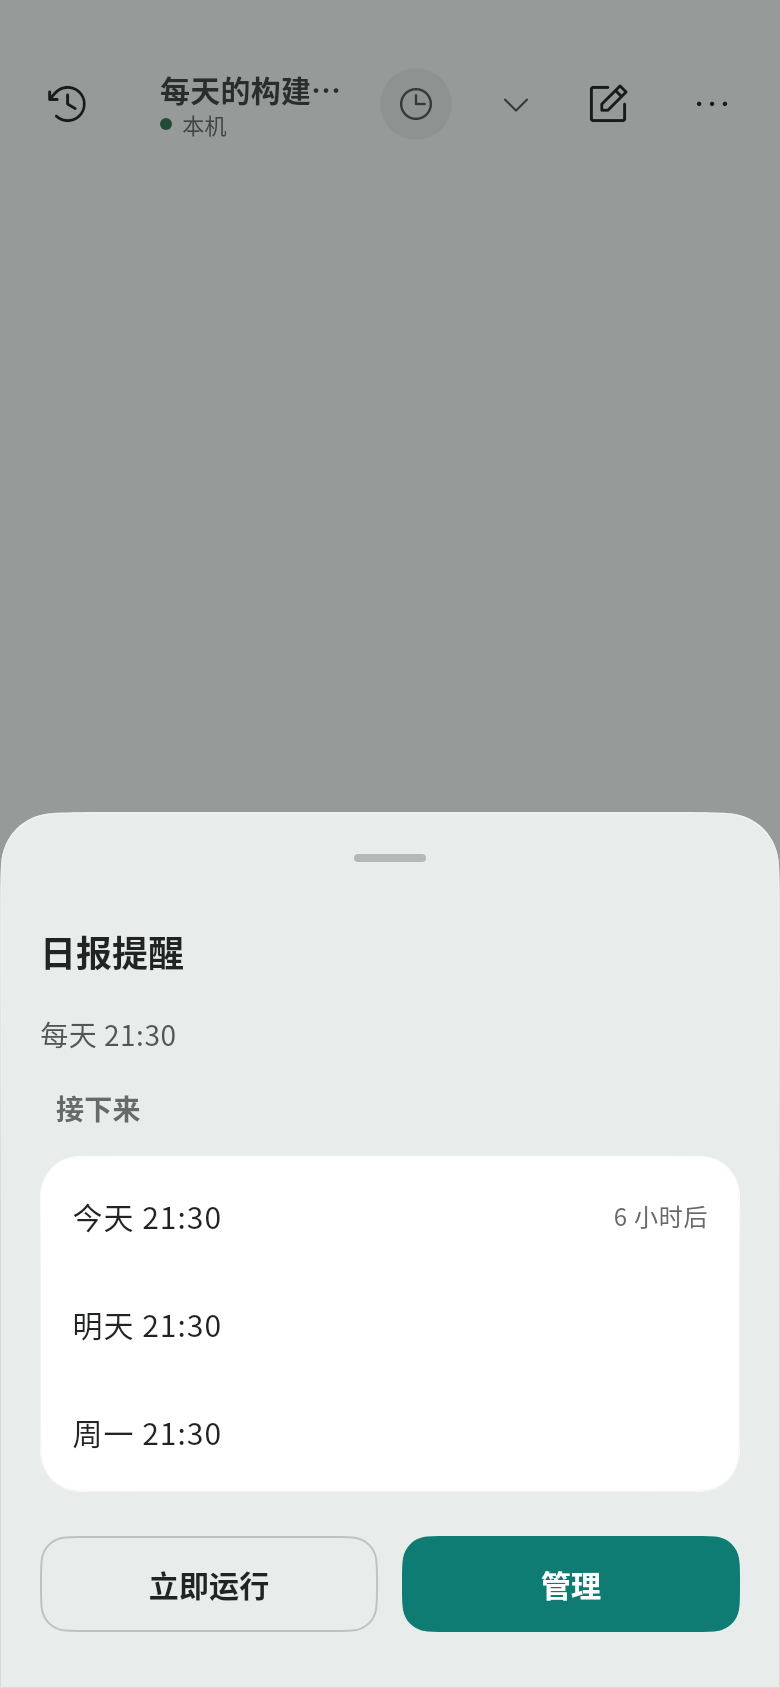 每天的构建…
本机
日报提醒
每天 21:30
接下来
今天 21:30
6 小时后
明天 21:30
周一 21:30
立即运行
管理